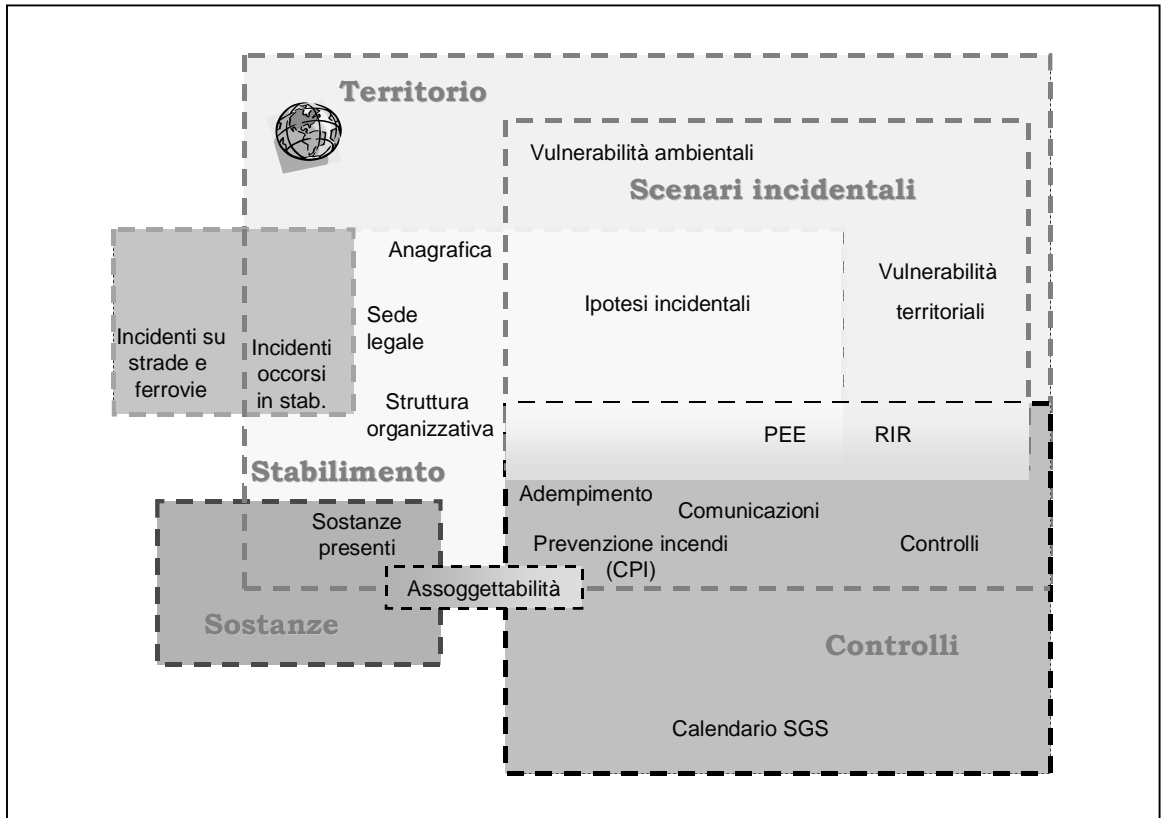 Territorio
Vulnerabilità ambientali
Scenari incidentali
Anagrafica
Ipotesi incidentali
Vulnerabilità
territoriali
Incidenti su
strade e
ferrovie
Incidenti
occorsi
in stab.
Sede
legale
Struttura
organizzativa
PEE
RIR
Stabilimento
Adempimento
Comunicazioni
Sostanze
presenti
Prevenzione incendi
(CPI)
Controlli
Assoggettabilità
Sostanze
Controlli
Calendario SGS